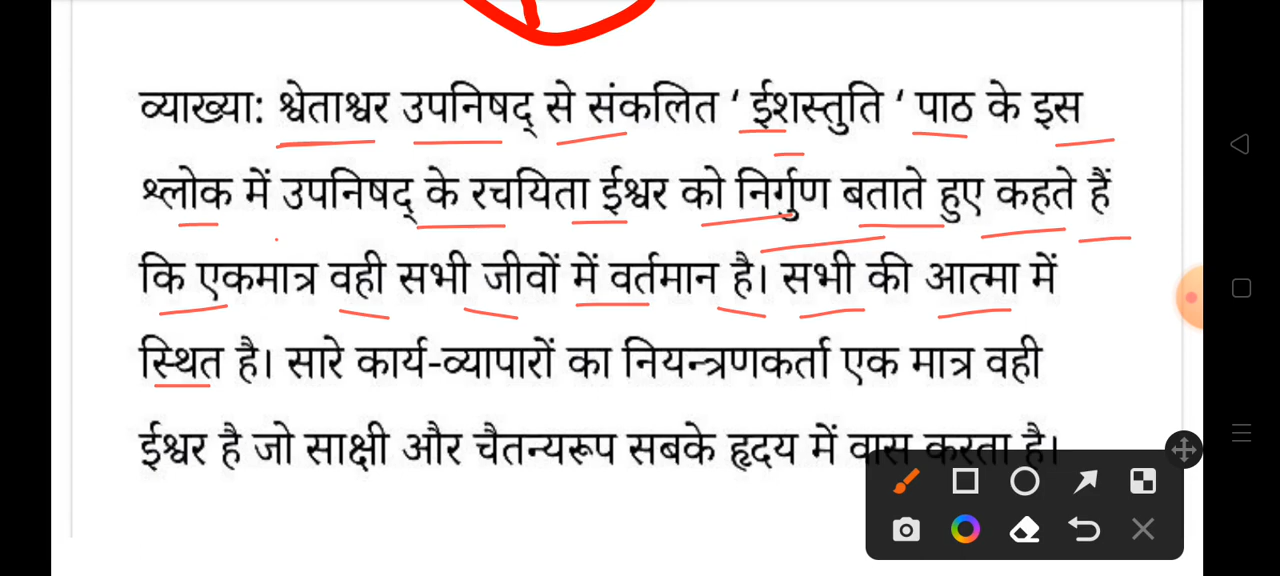 व्याख्या: श्वेताश्वर उपनिषद् से संकलित ‘ ईशस्तुति ‘ पाठ के इस
श्लोक में उपनिषद् के रचयिता ईश्वर को निर्गुण बताते हुए कहते हैं
कि एकमात्र वही सभी जीवों में वर्तमान है। सभी की आत्मा में
स्थित है। सारे कार्य-व्यापारों का नियन्त्रणकर्ता एक मात्र वही
ईश्वर है जो साक्षी और चैतन्यरूप सबके हृदय में वास करता है।